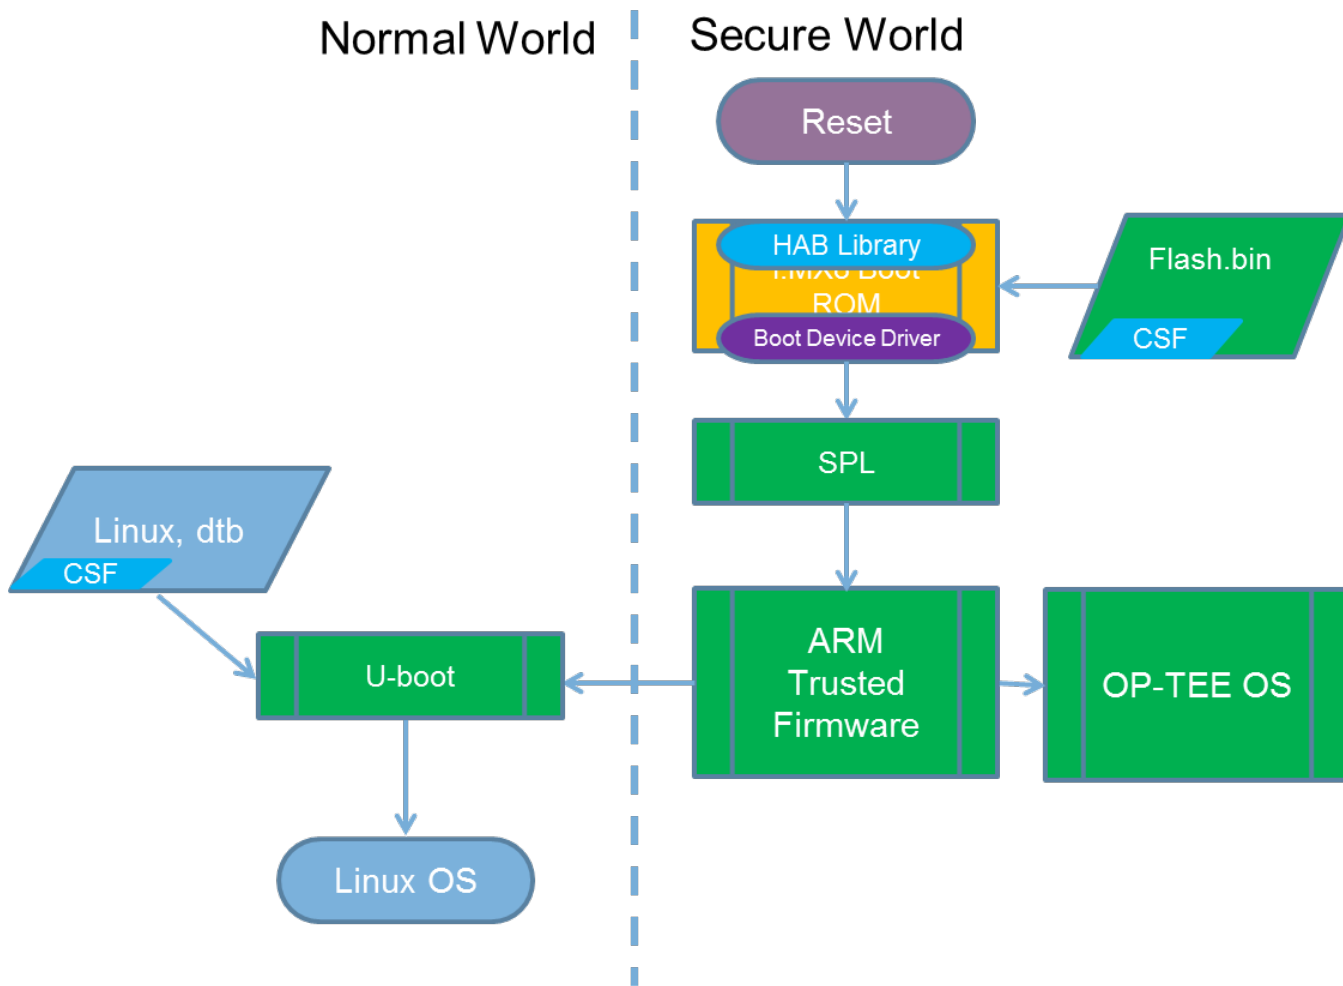 Normal World
Secure World
Reset
HAB Library
Boot
ROM
Boot Device Driver
Flash.bin
CSF
SPL
Linux, dtb
CSF
U-boot
ARM
Trusted
Firmware
OP-TEE OS
Linux OS